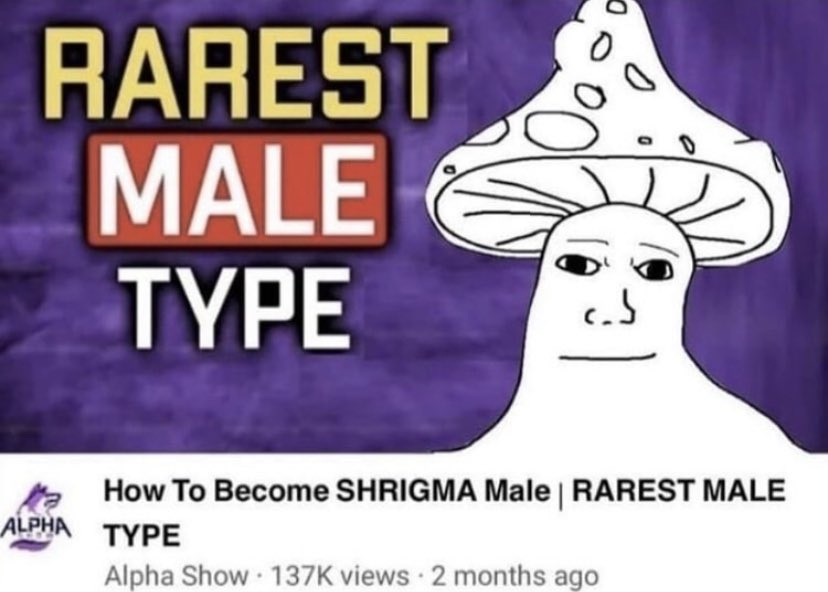 RAREST
MALE
TYPE
How To Become SHRIGMA Male | RAREST MALE
TYPE
ALPHA
Alpha Show · 137K views · 2 months ago